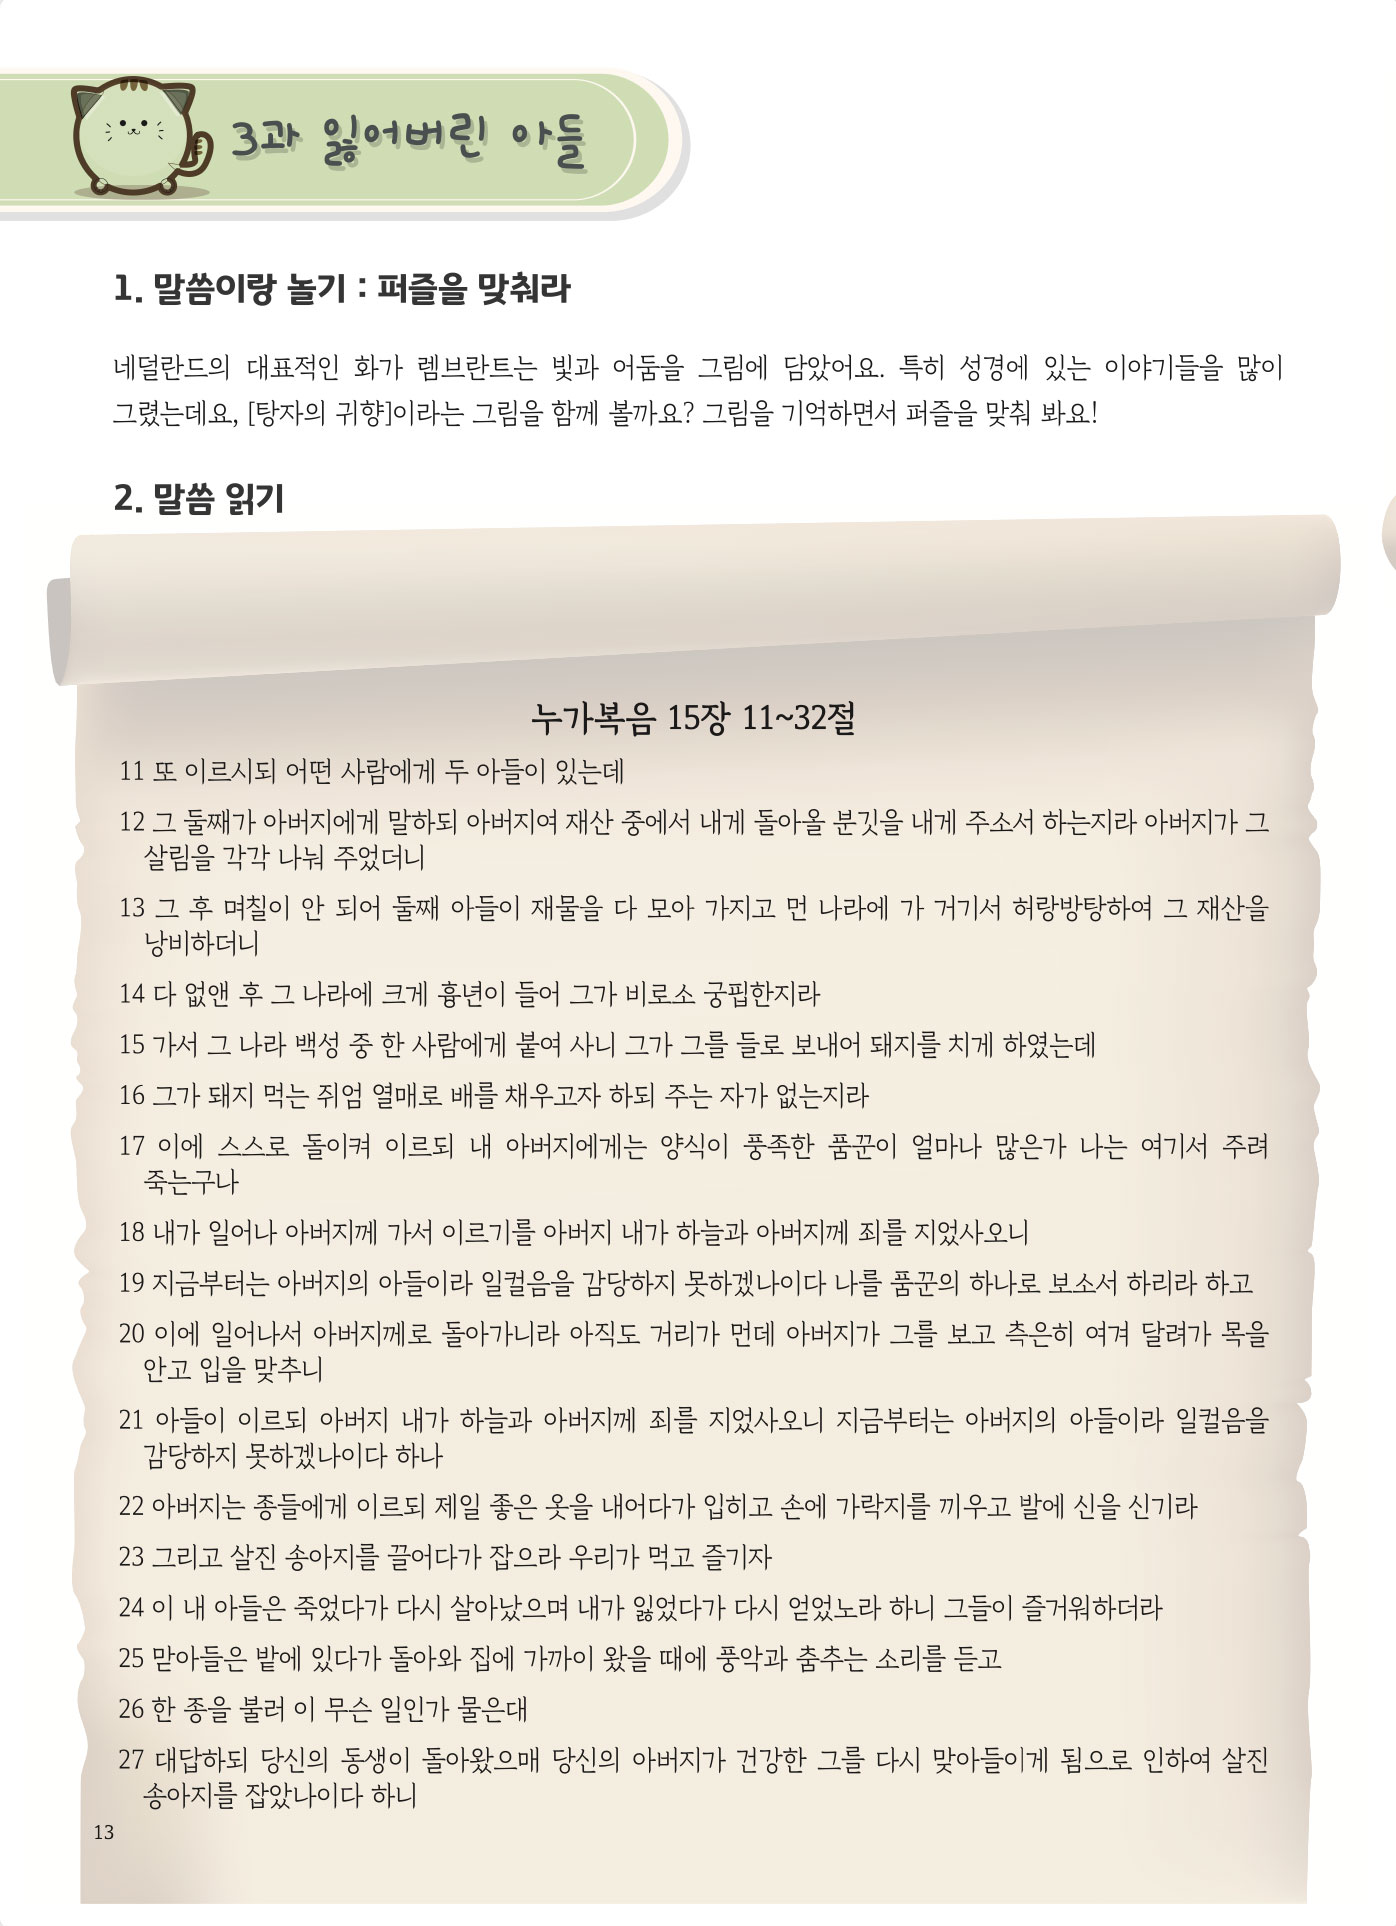 3과 잃어버린 아들
1. 말씀이랑 놀기 : 퍼즐을 맞춰라
네덜란드의 대표적인 화가 렘브란트는 빛과 어둠을 그림에 담았어요. 특히 성경에 있는 이야기들을 많이
그렸는데요, [탕자의 귀향]이라는 그림을 함께 볼까요? 그림을 기억하면서 퍼즐을 맞춰 봐요!
2. 말씀 읽기
누가복음 15장 11~32절
11 또 이르시되 어떤 사람에게 두 아들이 있는데
12 그 둘째가 아버지에게 말하되 아버지여 재산 중에서 내게 돌아올 분깃을 내게 주소서 하는지라 아버지가 그
살림을 각각 나눠 주었더니
13 그 후 며칠이 안 되어 둘째 아들이 재물을 다 모아 가지고 먼 나라에 가 거기서 허랑방탕하여 그 재산을
낭비하더니
14 다 없앤 후 그 나라에 크게 흉년이 들어 그가 비로소 궁핍한지라
15 가서 그 나라 백성 중 한 사람에게 붙여 사니 그가 그를 들로 보내어 돼지를 치게 하였는데
16 그가 돼지 먹는 쥐엄 열매로 배를 채우고자 하되 주는 자가 없는지라
17 이에 스스로 돌이켜 이르되 내 아버지에게는 양식이 풍족한 품꾼이 얼마나 많은가 나는 여기서 주려
죽는구나
18 내가 일어나 아버지께 가서 이르기를 아버지 내가 하늘과 아버지께 죄를 지었사오니
19 지금부터는 아버지의 아들이라 일컬음을 감당하지 못하겠나이다 나를 품꾼의 하나로 보소서 하리라 하고
20 이에 일어나서 아버지께로 돌아가니라 아직도 거리가 먼데 아버지가 그를 보고 측은히 여겨 달려가 목을
안고 입을 맞추니
21 아들이 이르되 아버지 내가 하늘과 아버지께 죄를 지었사오니 지금부터는 아버지의 아들이라 일컬음을
감당하지 못하겠나이다 하나
22 아버지는 종들에게 이르되 제일 좋은 옷을 내어다가 입히고 손에 가락지를 끼우고 발에 신을 신기라
23 그리고 살진 송아지를 끌어다가 잡으라 우리가 먹고 즐기자
24 이 내 아들은 죽었다가 다시 살아났으며 내가 잃었다가 다시 얻었노라 하니 그들이 즐거워하더라
25 맏아들은 밭에 있다가 돌아와 집에 가까이 왔을 때에 풍악과 춤추는 소리를 듣고
26 한 종을 불러 이 무슨 일인가 물은대
27 대답하되 당신의 동생이 돌아왔으매 당신의 아버지가 건강한 그를 다시 맞아들이게 됨으로 인하여 살진
송아지를 잡았나이다 하니
13